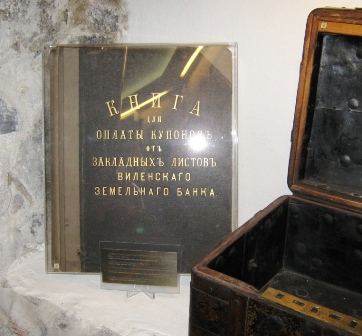 КНИГА
ДЛЯ
ОПЛАТЫ КУПОНОВЪ
ОТЪ
ЗАКЛАДНЫХЪ ЛИСТОВЪ
ВИЛЕНСКАГО
ЗЕМЕЛЬНАГО БАНКА.